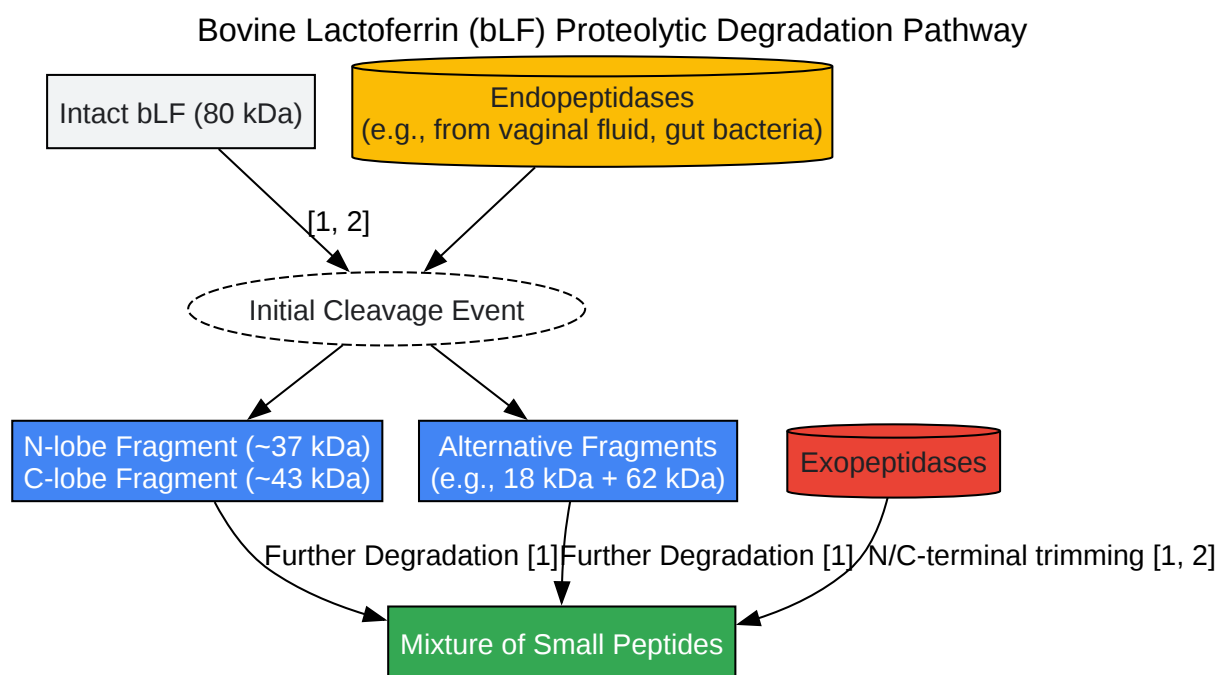 Bovine Lactoferrin (bLF) Proteolytic Degradation Pathway
Intact bLF (80 kDa)
Endopeptidases
(e.g., from vaginal fluid, gut bacteria)
[1, 2]
Initial Cleavage Event
N-lobe Fragment (~37 kDa)
C-lobe Fragment (~43 kDa)
Alternative Fragments
(e.g., 18 kDa + 62 kDa)
Exopeptidases
Further Degradation [1]
Further Degradation [1]
N/C-terminal trimming [1, 2]
Mixture of Small Peptides